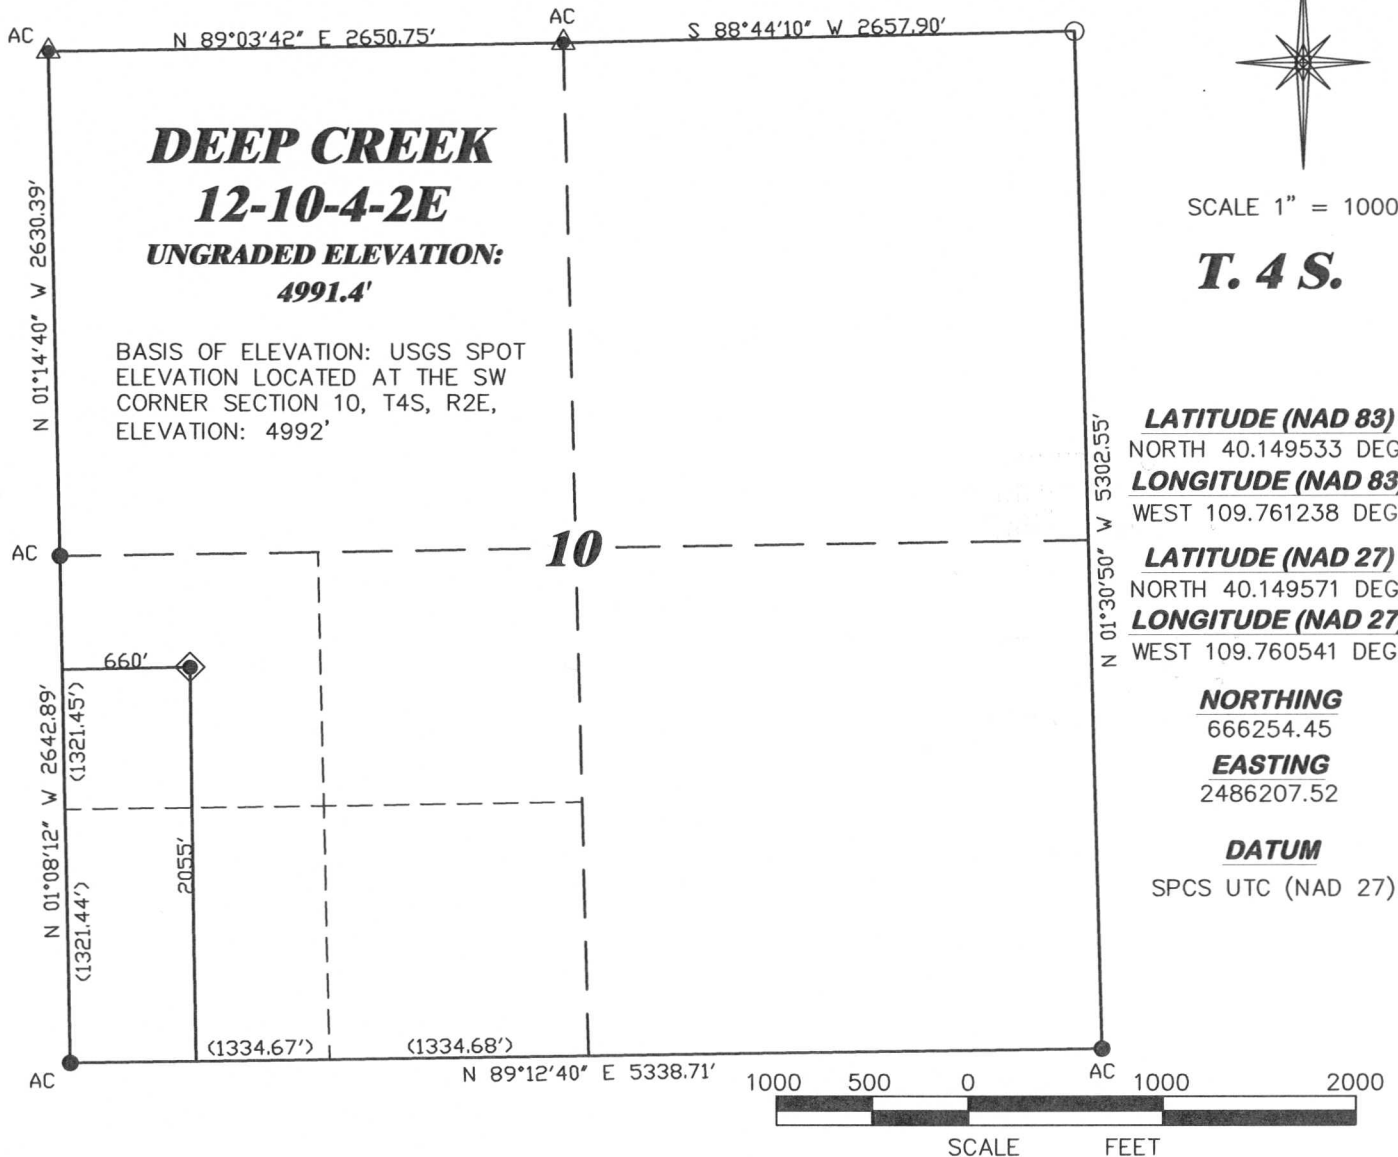 AC
N 89°03'42" E 2650.75'
AC
S 88°44'10" W 2657.90'
DEEP CREEK
12-10-4-2E
UNGRADED ELEVATION:
4991.4'
BASIS OF ELEVATION: USGS SPOT
ELEVATION LOCATED AT THE SW
CORNER SECTION 10, T4S, R2E,
ELEVATION: 4992'
N 01°14'40" W 2630.39'
SCALE 1" = 1000
T. 4 S.
LATITUDE (NAD 83)
NORTH 40.149533 DEG
LONGITUDE (NAD 83)
WEST 109.761238 DEG
LATITUDE (NAD 27)
NORTH 40.149571 DEG
LONGITUDE (NAD 27)
WEST 109.760541 DEG
NORTHING
666254.45
EASTING
2486207.52
DATUM
SPCS UTC (NAD 27)
N 01°30'50" W 5302.55'
AC
10
660'
(1321.45')
N 01°08'12" W 2642.89'
(1321.44')
2055'
(1334.67')
(1334.68')
AC
N 89°12'40" E 5338.71'
AC
1000 500 0 1000 2000
SCALE FEET